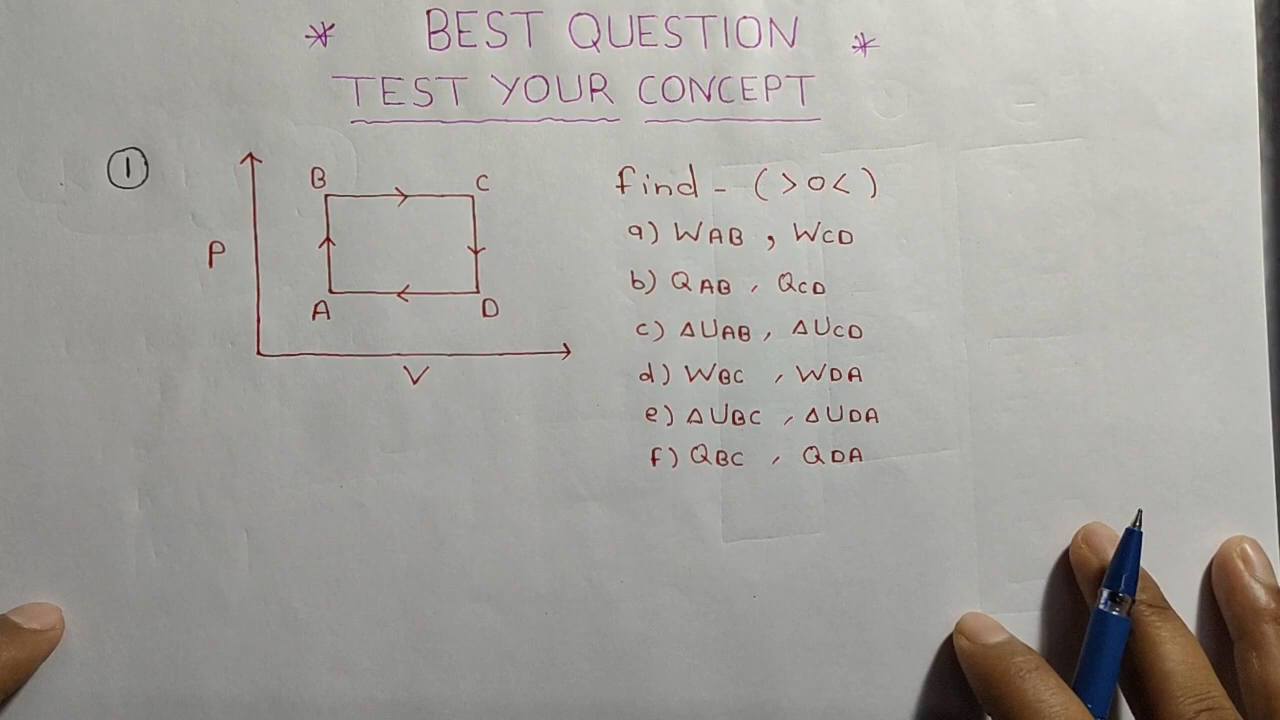 * BEST QUESTION *
TEST YOUR CONCEPT
①
B C
find - (>0<)
P
a) WAB, WCD
b) QAB, QCD
A D
c) ΔUAB, ΔUCD
V
d) WBC, WDA
e) ΔUBC, ΔUDA
f) QBC, QDA